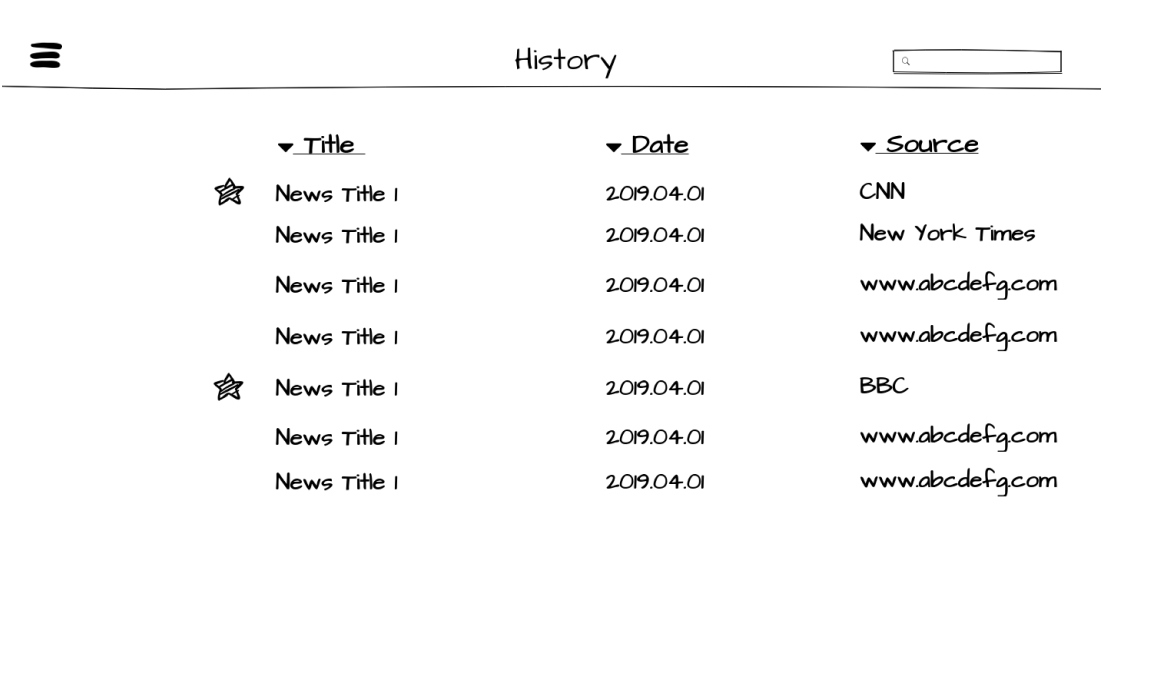 History
Title Date Source
News Title 1 2019.04.01 CNN
News Title 1 2019.04.01 New York Times
News Title 1 2019.04.01 www.abcdefg.com
News Title 1 2019.04.01 www.abcdefg.com
News Title 1 2019.04.01 BBC
News Title 1 2019.04.01 www.abcdefg.com
News Title 1 2019.04.01 www.abcdefg.com